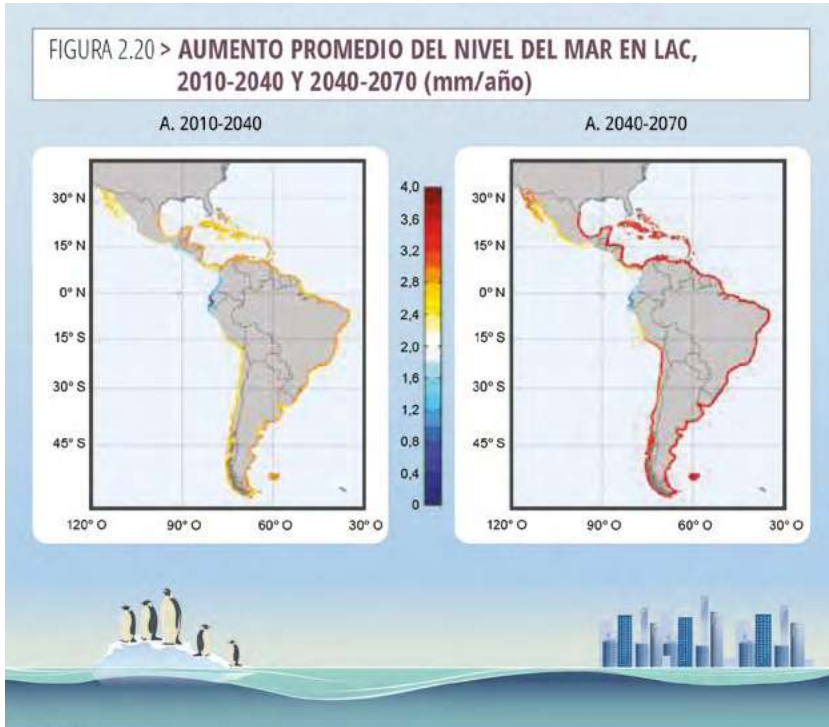 FIGURA 2.20 > AUMENTO PROMEDIO DEL NIVEL DEL MAR EN LAC,
2010-2040 Y 2040-2070 (mm/año)
A. 2010-2040
A. 2040-2070
30° N
15° N
0° N
15° S
30° S
45° S
120° O 90° O 60° O 30° O
4,0
3,6
3,2
2,8
2,4
2,0
1,6
1,2
0,8
0,4
0
30° N
15° N
0° N
15° S
30° S
45° S
120° O 90° O 60° O 30° O